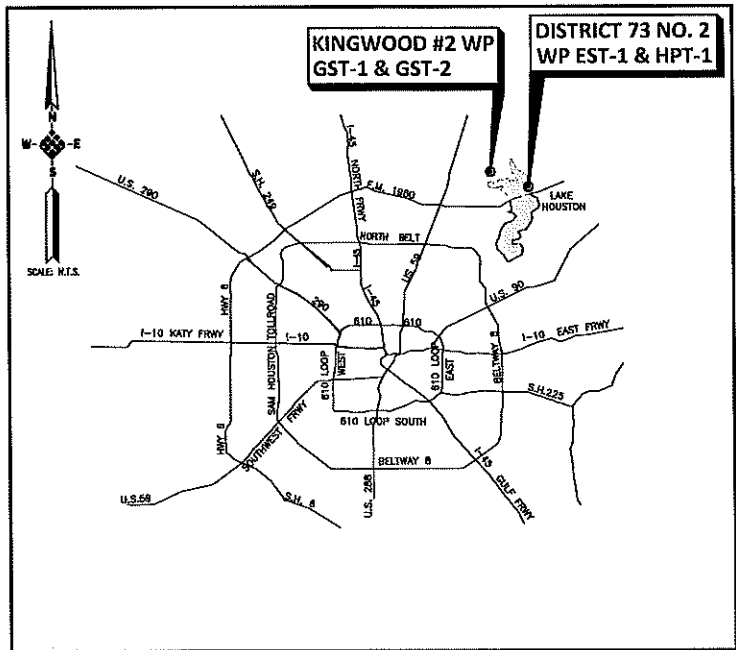 KINGWOOD #2 WP
GST-1 & GST-2
DISTRICT 73 NO. 2
WP EST-1 & HPT-1
N
W- -E
S
SCALE: N.T.S.
U.S. 290
S.H. 249
I-45
NORTH FRWY
F.M. 1960
LAKE
HOUSTON
NORTH BELT
I-45
US.59
I-45
U.S. 90
HWY 6
SAM HOUSTON TOLLROAD
290
610
610
I-10 KATY FRWY
I-10
I-10 EAST FRWY
610 LOOP
WEST
610 LOOP
EAST
BELTWAY 8
S.H.225
610 LOOP SOUTH
HWY 6
SOUTHWEST FRWY
BELTWAY 8
I-45
GULF FRWY
U.S.59
S.H. 6
U.S. 288